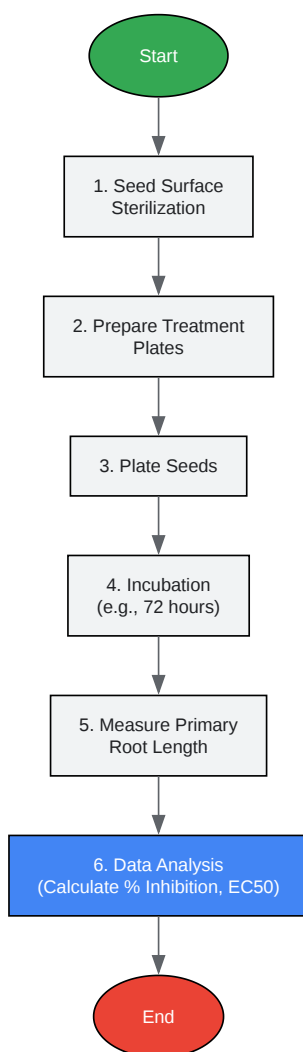 Start
1. Seed Surface
Sterilization
2. Prepare Treatment
Plates
3. Plate Seeds
4. Incubation
(e.g., 72 hours)
5. Measure Primary
Root Length
6. Data Analysis
(Calculate % Inhibition, EC50)
End